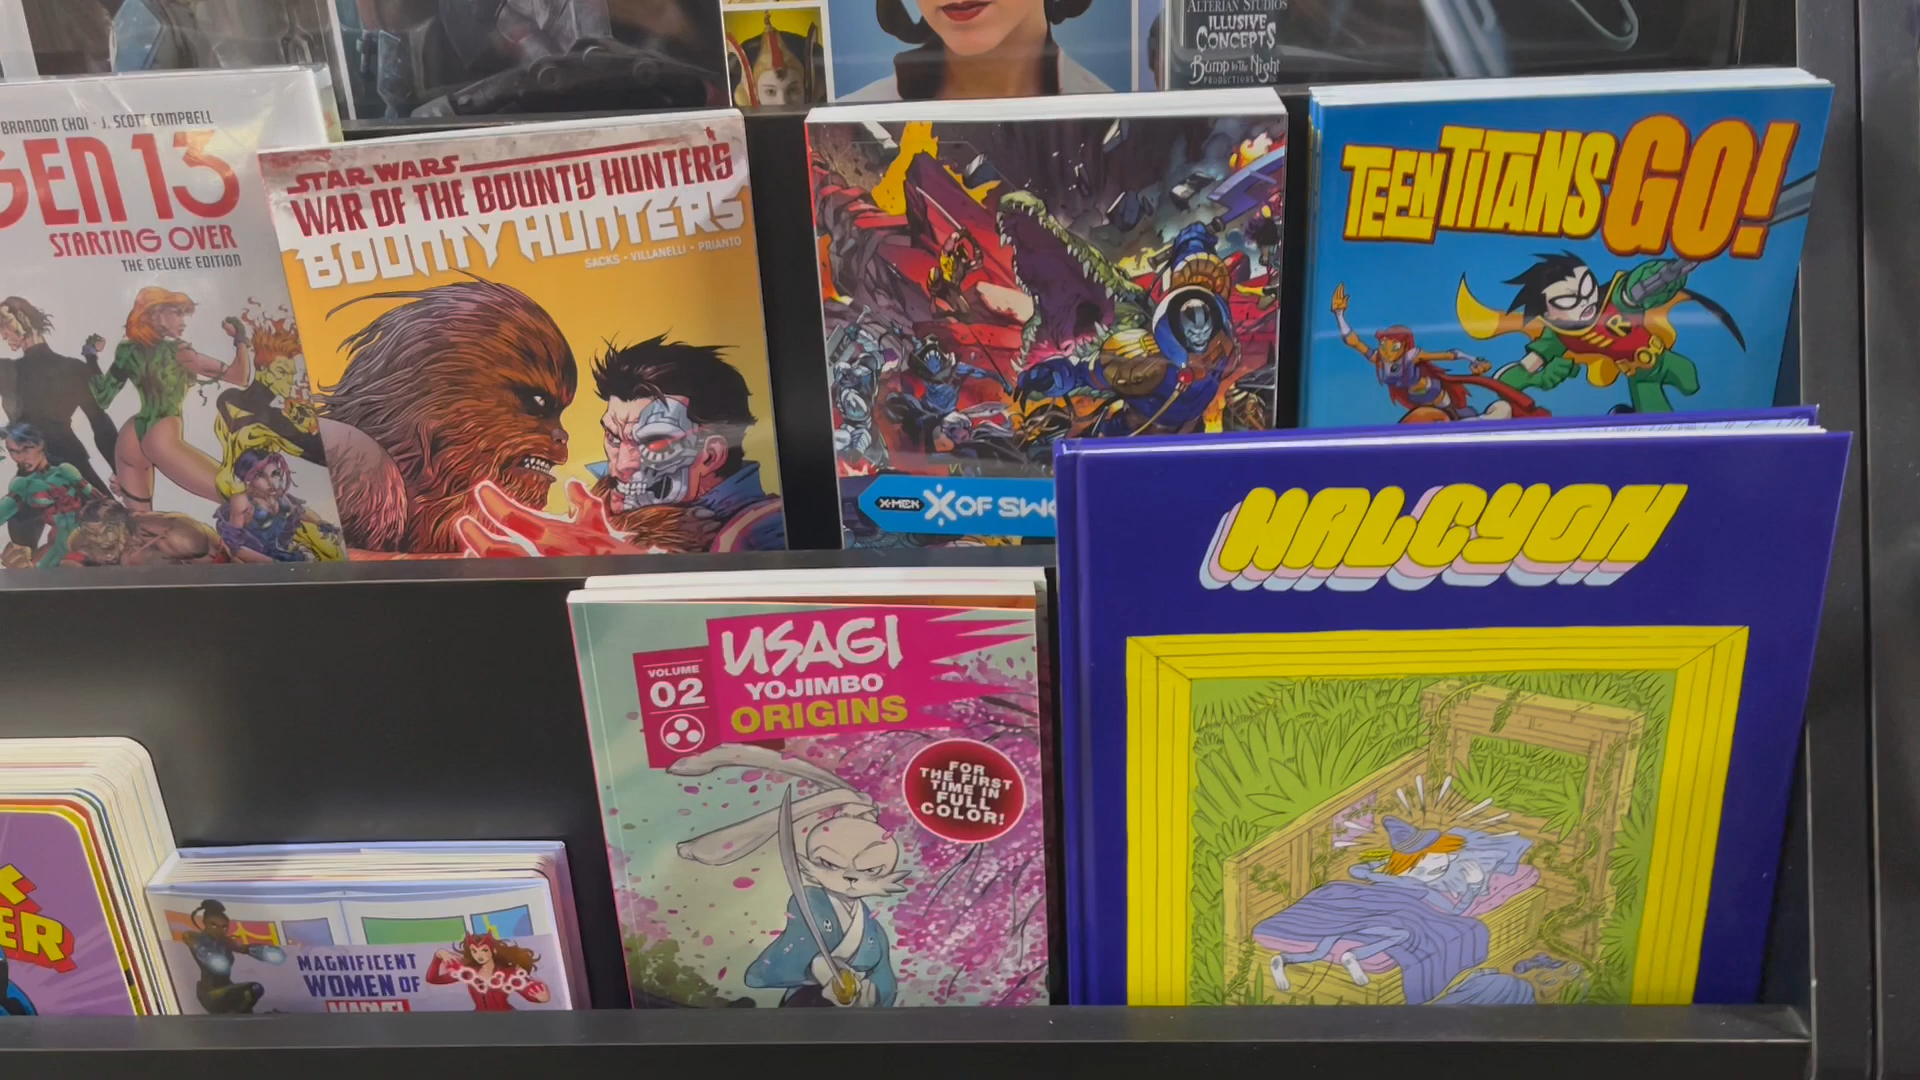 ALTERIAN STUDIOS
ILLUSIVE
CONCEPTS
Bump in the Night
PRODUCTIONS
BRANDON CHOI · J. SCOTT CAMPBELL
GEN 13
STARTING OVER
THE DELUXE EDITION
STAR WARS
WAR OF THE BOUNTY HUNTERS
BOUNTY HUNTERS
SACKS · VILLANELLI · PRIANTO
X-MEN X OF SWO
TEEN TITANS GO!
R
HALCYON
VOLUME
02
USAGI
YOJIMBO
ORIGINS
FOR
THE FIRST
TIME IN
FULL
COLOR!
ER
MAGNIFICENT
WOMEN OF
MARVEL